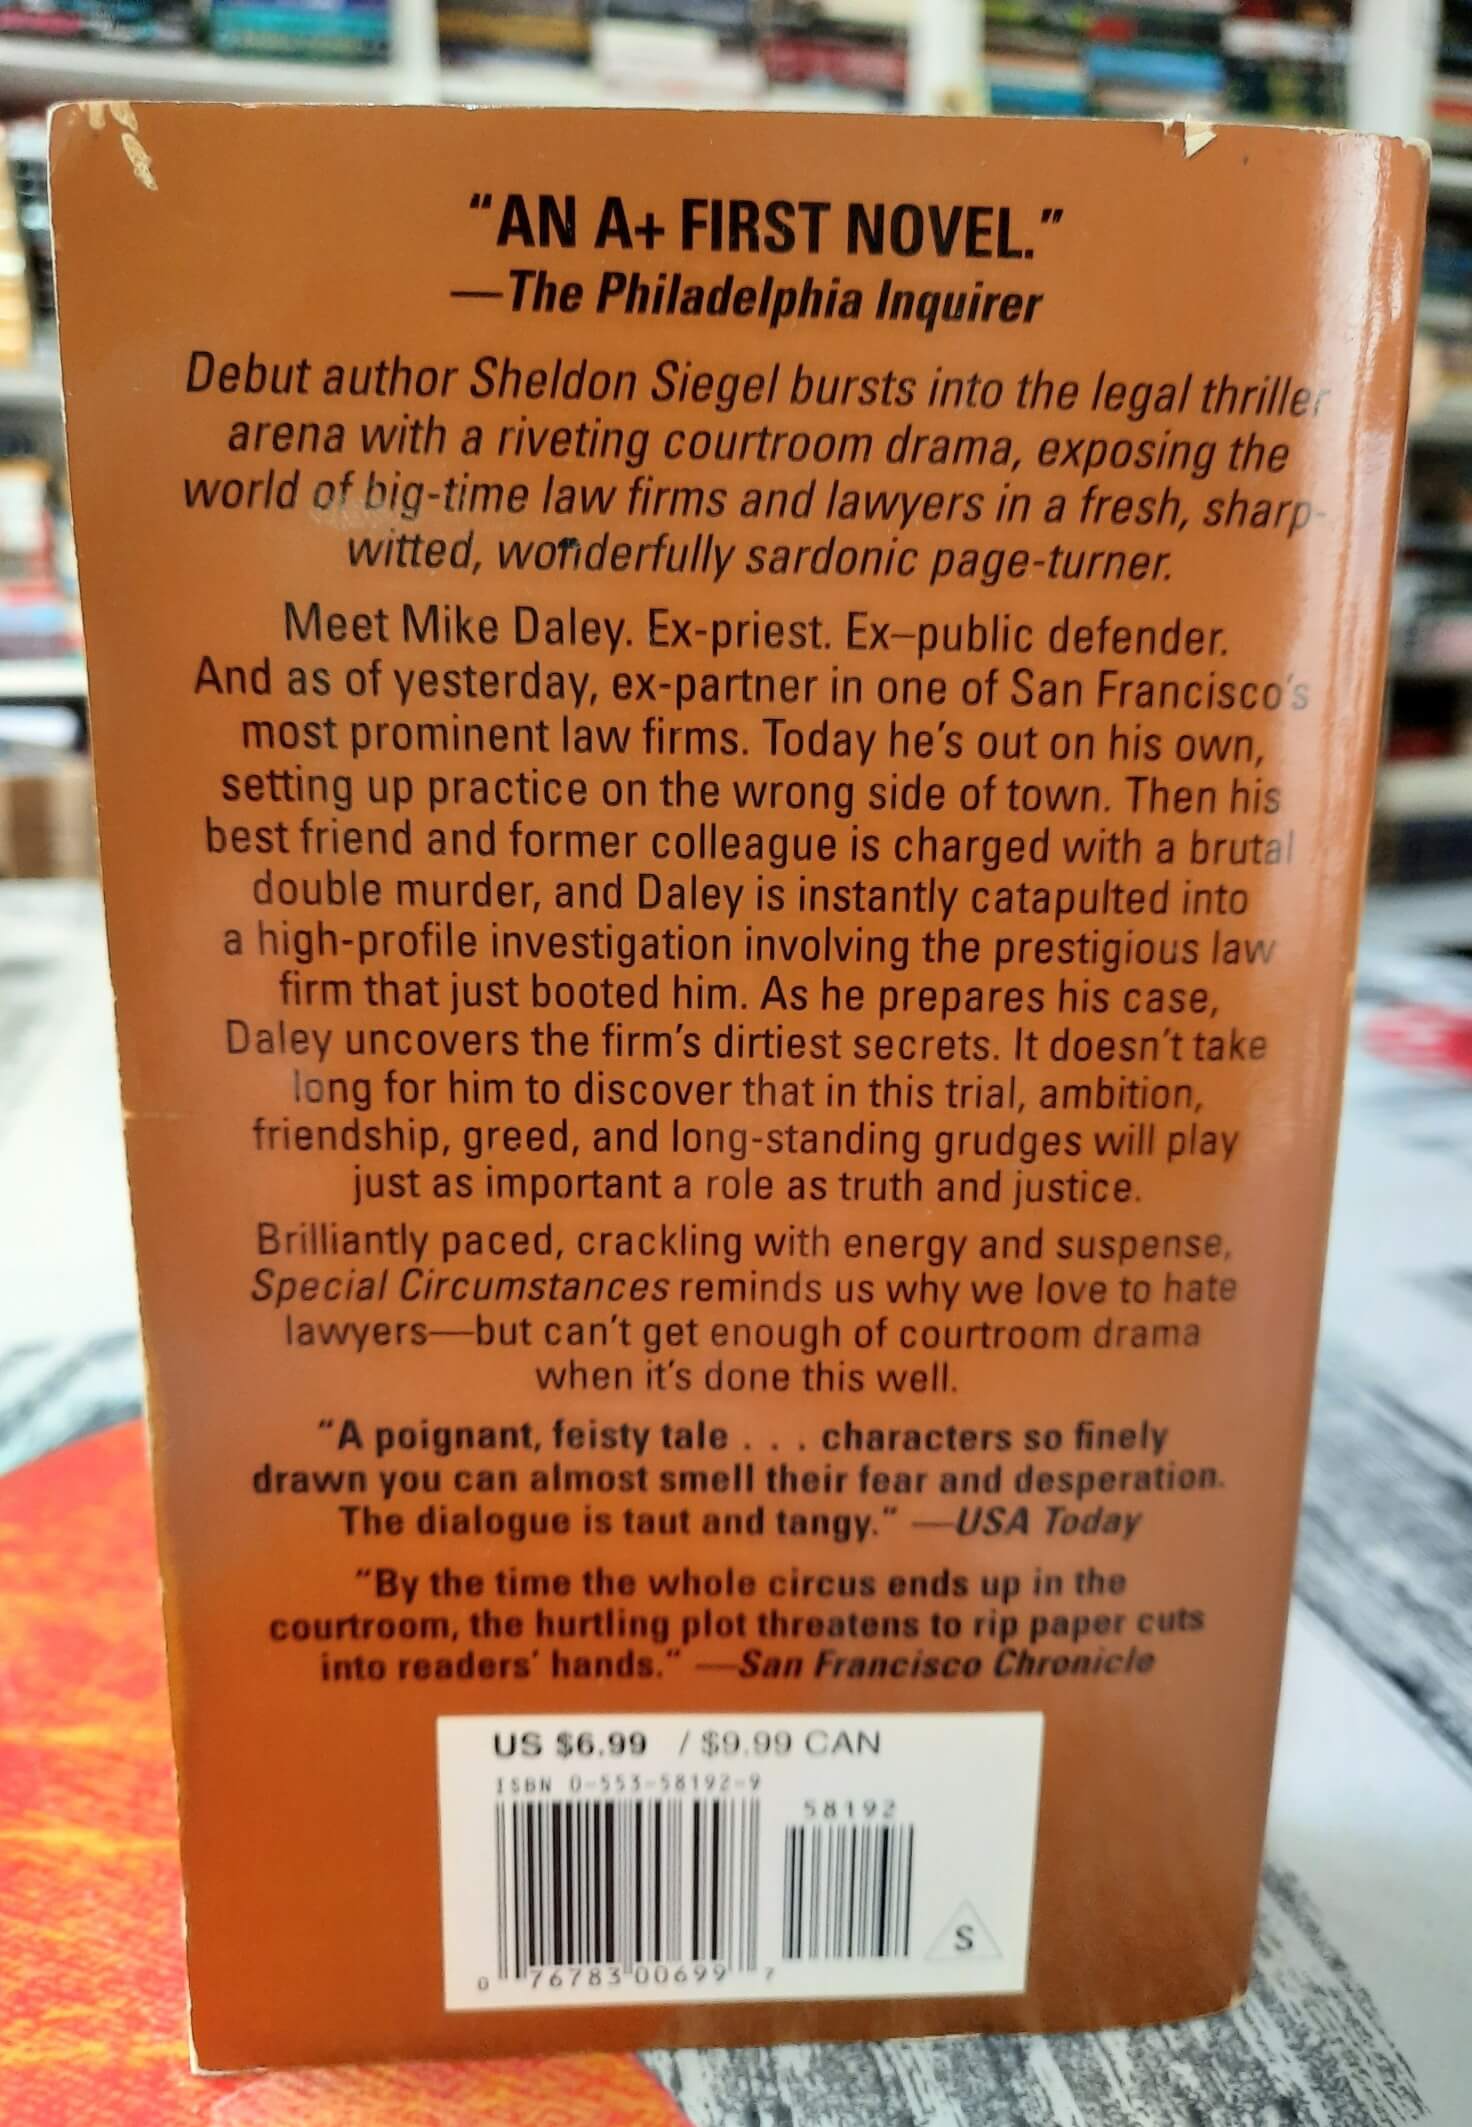 “AN A+ FIRST NOVEL.”
—The Philadelphia Inquirer
Debut author Sheldon Siegel bursts into the legal thriller
arena with a riveting courtroom drama, exposing the
world of big-time law firms and lawyers in a fresh, sharp-
witted, wonderfully sardonic page-turner.
Meet Mike Daley. Ex-priest. Ex–public defender.
And as of yesterday, ex-partner in one of San Francisco’s
most prominent law firms. Today he’s out on his own,
setting up practice on the wrong side of town. Then his
best friend and former colleague is charged with a brutal
double murder, and Daley is instantly catapulted into
a high-profile investigation involving the prestigious law
firm that just booted him. As he prepares his case,
Daley uncovers the firm’s dirtiest secrets. It doesn’t take
long for him to discover that in this trial, ambition,
friendship, greed, and long-standing grudges will play
just as important a role as truth and justice.
Brilliantly paced, crackling with energy and suspense,
Special Circumstances reminds us why we love to hate
lawyers—but can’t get enough of courtroom drama
when it’s done this well.
“A poignant, feisty tale . . . characters so finely
drawn you can almost smell their fear and desperation.
The dialogue is taut and tangy.” —USA Today
“By the time the whole circus ends up in the
courtroom, the hurtling plot threatens to rip paper cuts
into readers’ hands.” —San Francisco Chronicle
US $6.99 / $9.99 CAN
ISBN 0-553-58192-9
58192
S
0 76783 00699 7